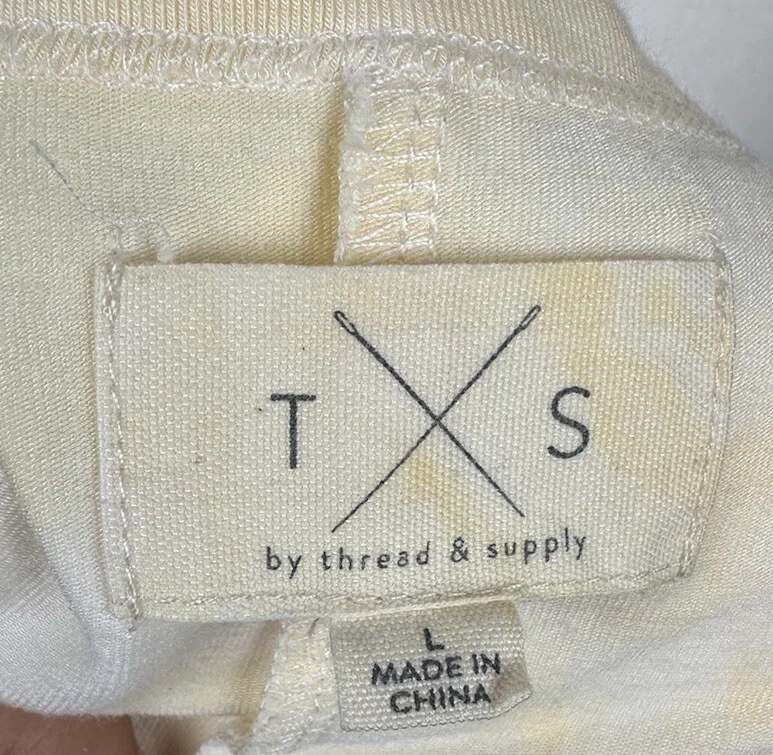 T S
by thread & supply
L
MADE IN
CHINA